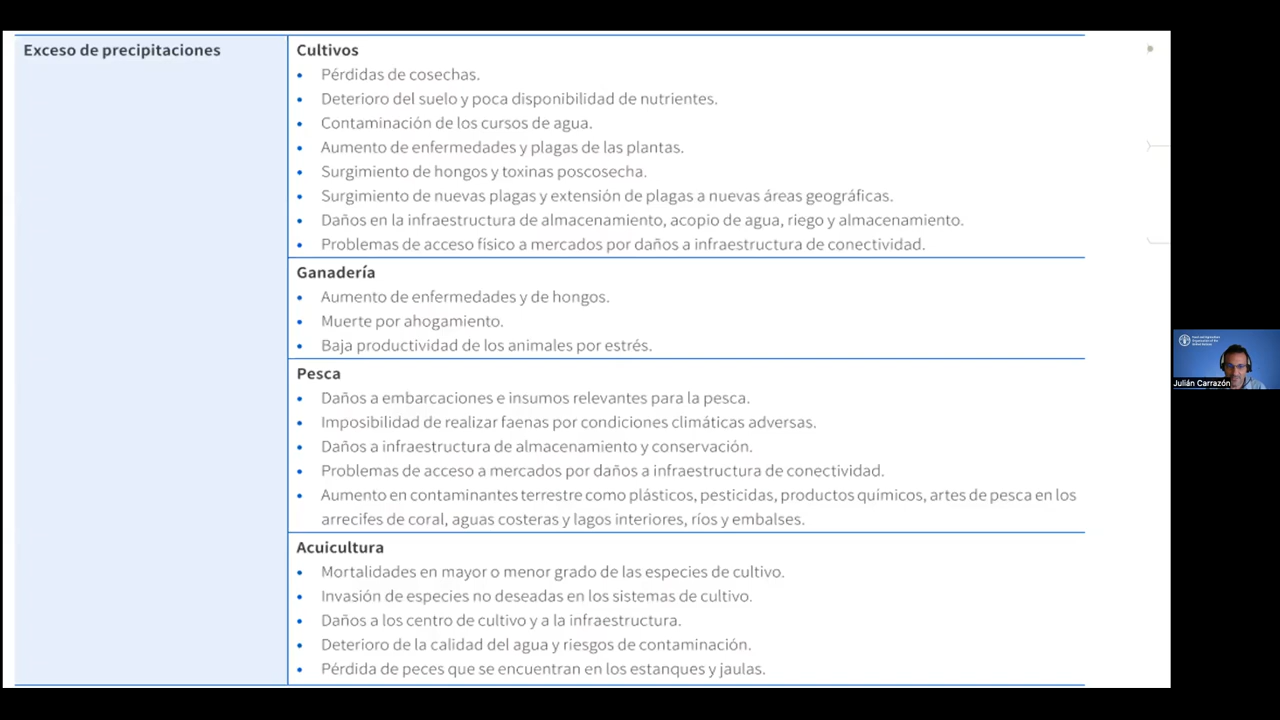 Exceso de precipitaciones
Cultivos
• Pérdidas de cosechas.
• Deterioro del suelo y poca disponibilidad de nutrientes.
• Contaminación de los cursos de agua.
• Aumento de enfermedades y plagas de las plantas.
• Surgimiento de hongos y toxinas poscosecha.
• Surgimiento de nuevas plagas y extensión de plagas a nuevas áreas geográficas.
• Daños en la infraestructura de almacenamiento, acopio de agua, riego y almacenamiento.
• Problemas de acceso fisico a mercados por daños a infraestructura de conectividad.
Ganadería
• Aumento de enfermedades y de hongos.
• Muerte por ahogamiento.
• Baja productividad de los animales por estrés.
Pesca
• Daños a embarcaciones e insumos relevantes para la pesca.
• Imposibilidad de realizar faenas por condiciones climáticas adversas.
• Daños a infraestructura de almacenamiento y conservación.
• Problemas de acceso a mercados por daños a infraestructura de conectividad.
• Aumento en contaminantes terrestre como plásticos, pesticidas, productos químicos, artes de pesca en los
arrecifes de coral, aguas costeras y lagos interiores, ríos y embalses.
Acuicultura
• Mortalidades en mayor o menor grado de las especies de cultivo.
• Invasión de especies no deseadas en los sistemas de cultivo.
• Daños a los centro de cultivo y a la infraestructura.
• Deterioro de la calidad del agua y riesgos de contaminación.
• Pérdida de peces que se encuentran en los estanques y jaulas.
Food and Agriculture
Organization of the
United Nations
Julián Carrazón